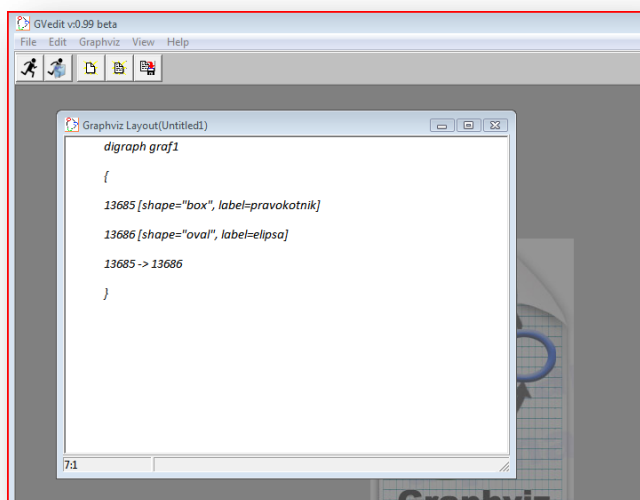 GVedit v:0.99 beta
File Edit Graphviz View Help
Graphviz Layout(Untitled1)
digraph graf1
{
13685 [shape="box", label=pravokotnik]
13686 [shape="oval", label=elipsa]
13685 -> 13686
}
7:1
Graphviz